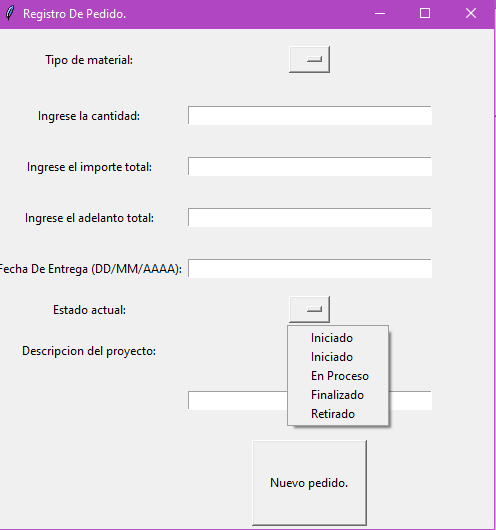 Registro De Pedido.
Tipo de material:
Ingrese la cantidad:
Ingrese el importe total:
Ingrese el adelanto total:
Fecha De Entrega (DD/MM/AAAA):
Estado actual:
Iniciado
Iniciado
En Proceso
Finalizado
Retirado
Descripcion del proyecto:
Nuevo pedido.